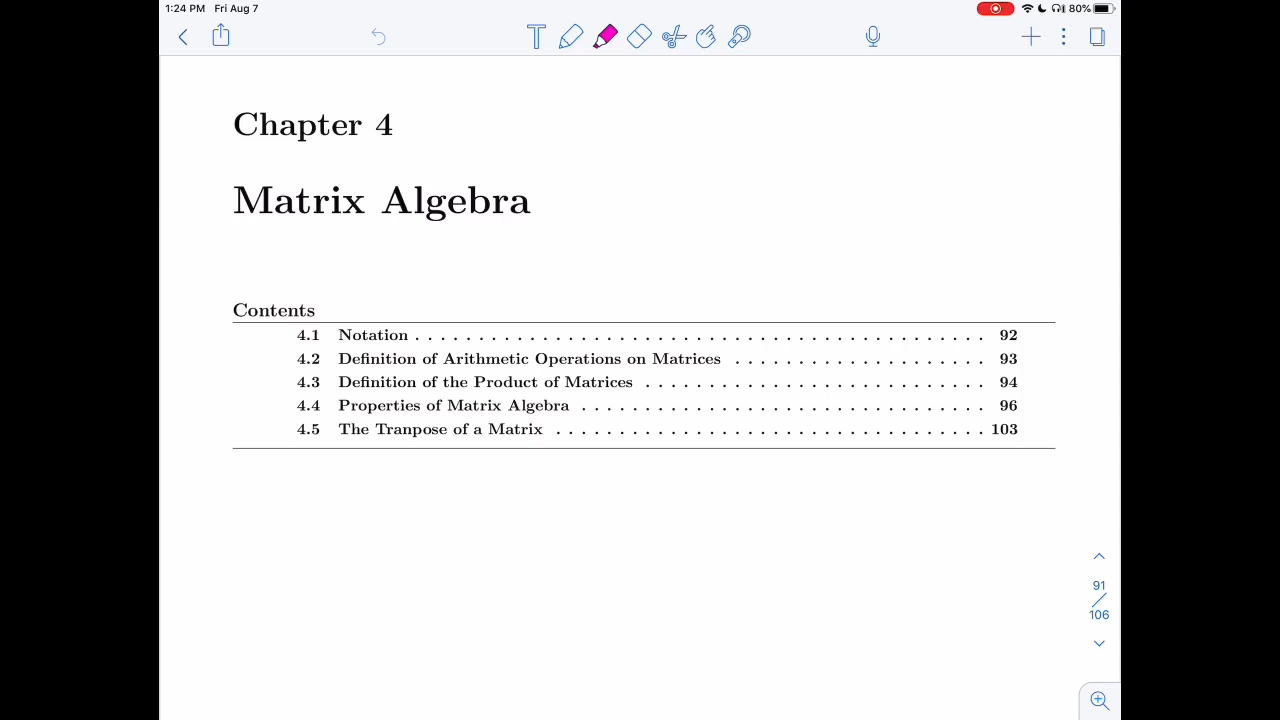 1:24 PM Fri Aug 7 80%
T
Chapter 4
Matrix Algebra
Contents
4.1 Notation . . . . . . . . . . . . . . . . . . . . . . . . . . . . . . . . . . . . . . . . . . . . . 92
4.2 Definition of Arithmetic Operations on Matrices . . . . . . . . . . . . . . . . . . . . 93
4.3 Definition of the Product of Matrices . . . . . . . . . . . . . . . . . . . . . . . . . . . 94
4.4 Properties of Matrix Algebra . . . . . . . . . . . . . . . . . . . . . . . . . . . . . . . . 96
4.5 The Tranpose of a Matrix . . . . . . . . . . . . . . . . . . . . . . . . . . . . . . . . . . 103
91
106